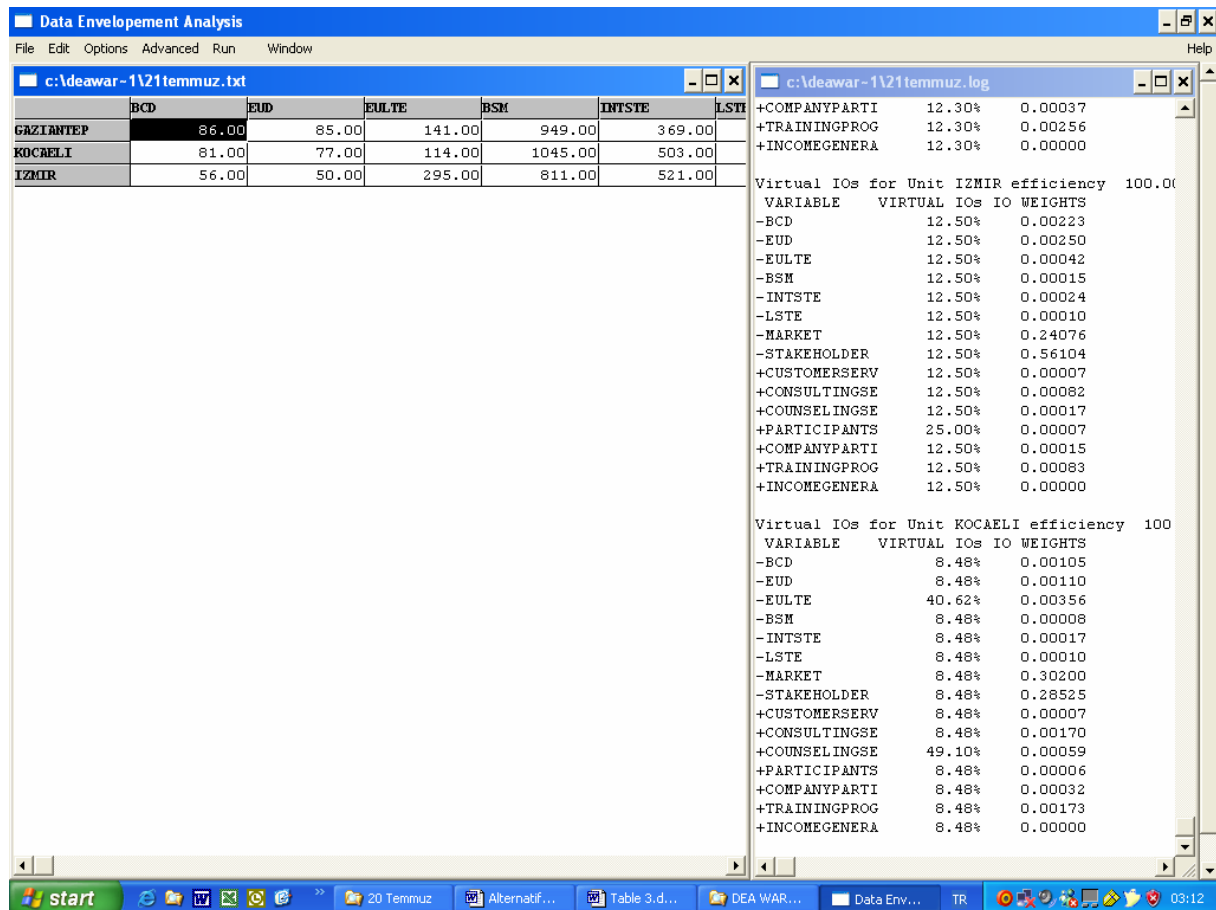 Data Envelopement Analysis
File Edit Options Advanced Run Window Help
c:\deawar~1\21temmuz.txt
BCD EUD EULTE BSM INTSTE LSTE
GAZIANTEP 86.00 85.00 141.00 949.00 369.00
KOCAELI 81.00 77.00 114.00 1045.00 503.00
IZMIR 56.00 50.00 295.00 811.00 521.00
c:\deawar~1\21temmuz.log
+COMPANYPARTI 12.30% 0.00037
+TRAININGPROG 12.30% 0.00256
+INCOMEGENERA 12.30% 0.00000
Virtual IOs for Unit IZMIR efficiency 100.00
VARIABLE VIRTUAL IOs IO WEIGHTS
-BCD 12.50% 0.00223
-EUD 12.50% 0.00250
-EULTE 12.50% 0.00042
-BSM 12.50% 0.00015
-INTSTE 12.50% 0.00024
-LSTE 12.50% 0.00010
-MARKET 12.50% 0.24076
-STAKEHOLDER 12.50% 0.56104
+CUSTOMERSERV 12.50% 0.00007
+CONSULTINGSE 12.50% 0.00082
+COUNSELINGSE 12.50% 0.00017
+PARTICIPANTS 25.00% 0.00007
+COMPANYPARTI 12.50% 0.00015
+TRAININGPROG 12.50% 0.00083
+INCOMEGENERA 12.50% 0.00000
Virtual IOs for Unit KOCAELI efficiency 100
VARIABLE VIRTUAL IOs IO WEIGHTS
-BCD 8.48% 0.00105
-EUD 8.48% 0.00110
-EULTE 40.62% 0.00356
-BSM 8.48% 0.00008
-INTSTE 8.48% 0.00017
-LSTE 8.48% 0.00010
-MARKET 8.48% 0.30200
-STAKEHOLDER 8.48% 0.28525
+CUSTOMERSERV 8.48% 0.00007
+CONSULTINGSE 8.48% 0.00170
+COUNSELINGSE 49.10% 0.00059
+PARTICIPANTS 8.48% 0.00006
+COMPANYPARTI 8.48% 0.00032
+TRAININGPROG 8.48% 0.00173
+INCOMEGENERA 8.48% 0.00000
start » 20 Temmuz Alternatif... Table 3.d... DEA WAR... Data Env... TR 03:12